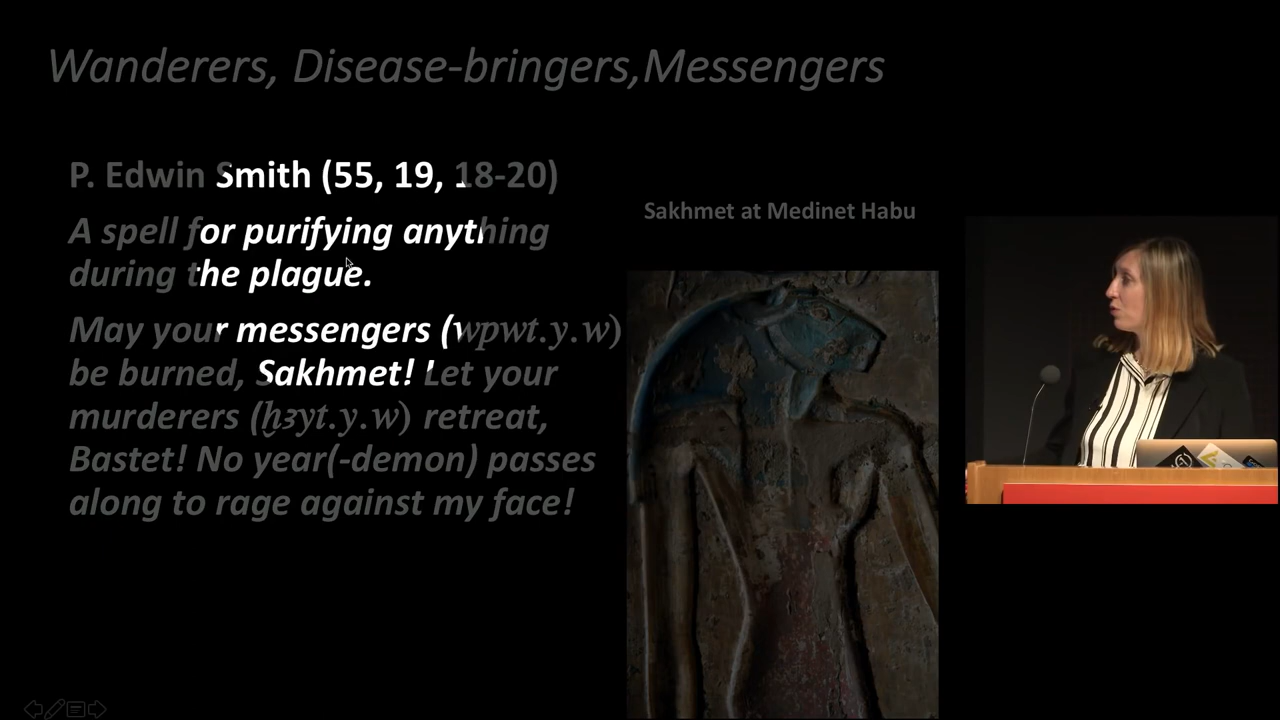 Wanderers, Disease-bringers,Messengers
P. Edwin Smith (55, 19, 18-20)
A spell for purifying anything
during the plague.
May your messengers (wpwt.y.w)
be burned, Sakhmet! Let your
murderers (ḫꜣyt.y.w) retreat,
Bastet! No year(-demon) passes
along to rage against my face!
Sakhmet at Medinet Habu